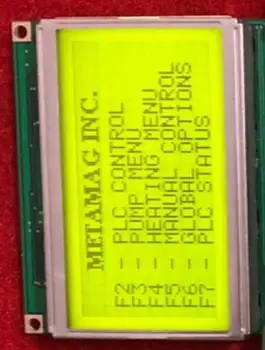 METAMAG INC.
F2 - PLC CONTROL
F3 - PUMP MENU
F4 - HEATING MENU
F5 - MANUAL CONTROL
F6 - GLOBAL OPTIONS
F7 - PLC STATUS